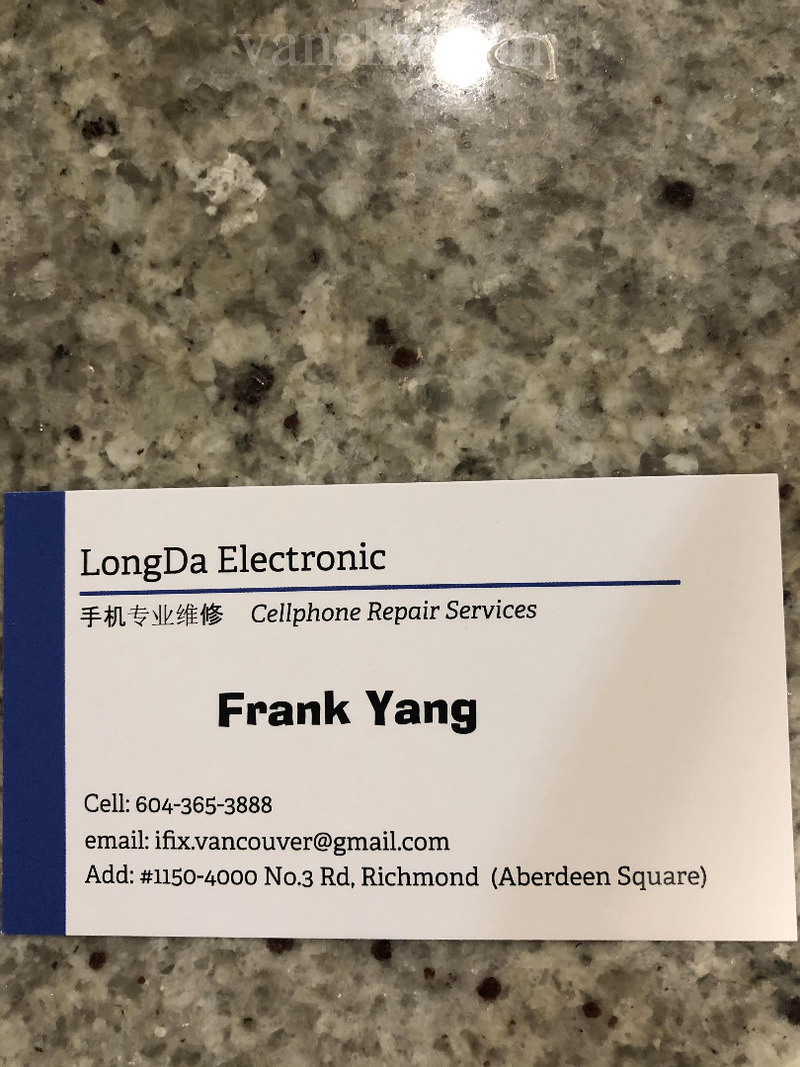 LongDa Electronic
手机专业维修 Cellphone Repair Services
Frank Yang
Cell: 604-365-3888
email: ifix.vancouver@gmail.com
Add: #1150-4000 No.3 Rd, Richmond (Aberdeen Square)